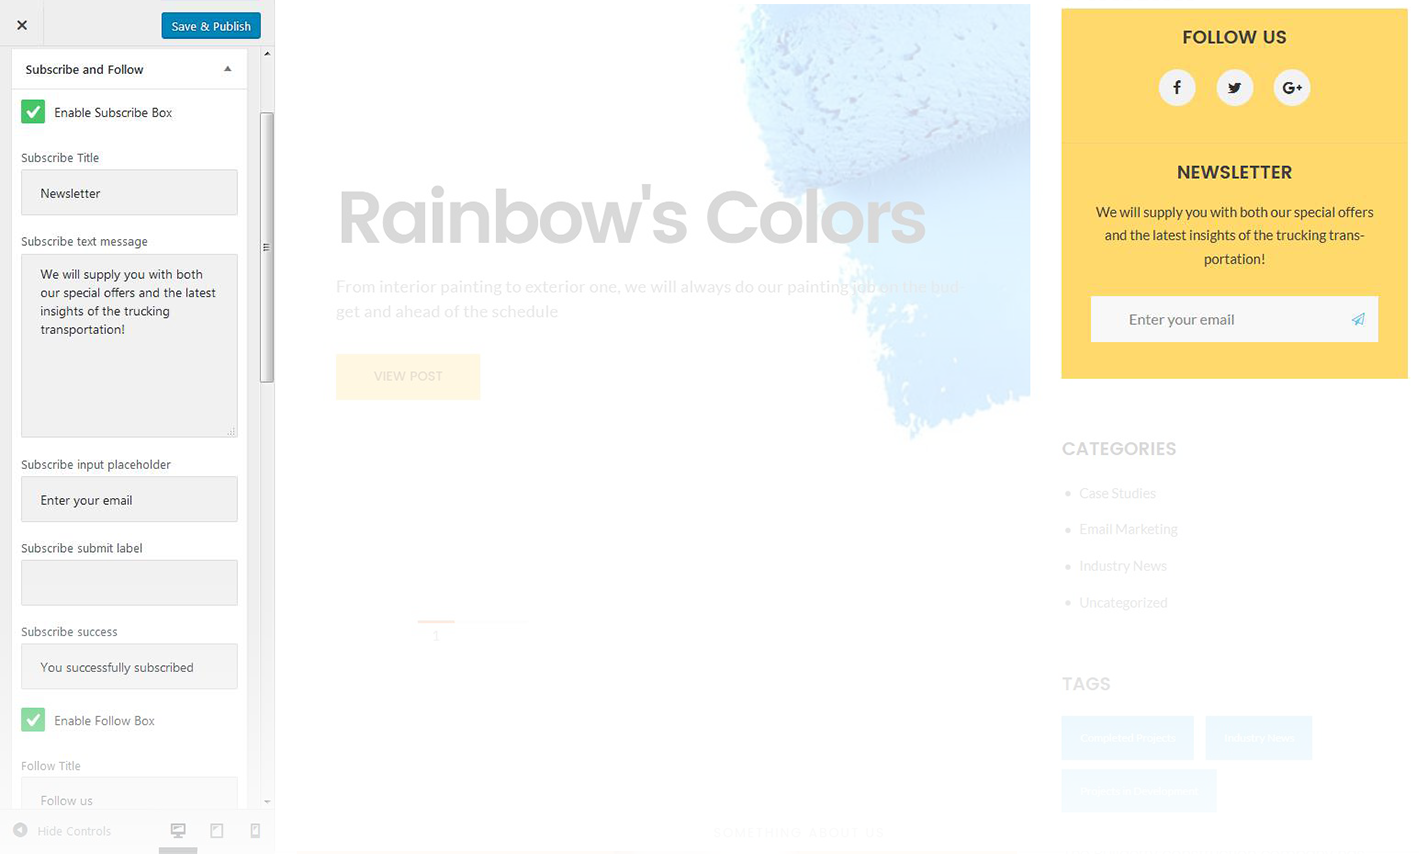 Save & Publish
Subscribe and Follow
Enable Subscribe Box
Subscribe Title
Newsletter
Subscribe text message
We will supply you with both
our special offers and the latest
insights of the trucking
transportation!
Subscribe input placeholder
Enter your email
Subscribe submit label
Subscribe success
You successfully subscribed
Enable Follow Box
Follow Title
Follow us
Hide Controls
Rainbow's Colors
From interior painting to exterior one, we will always do our painting job on the bud
get and ahead of the schedule
VIEW POST
1
SOMETHING ABOUT US
FOLLOW US
f
G+
NEWSLETTER
We will supply you with both our special offers
and the latest insights of the trucking trans-
portation!
Enter your email
CATEGORIES
Case Studies
Email Marketing
Industry News
Uncategorized
TAGS
Completed Projects
Industry News